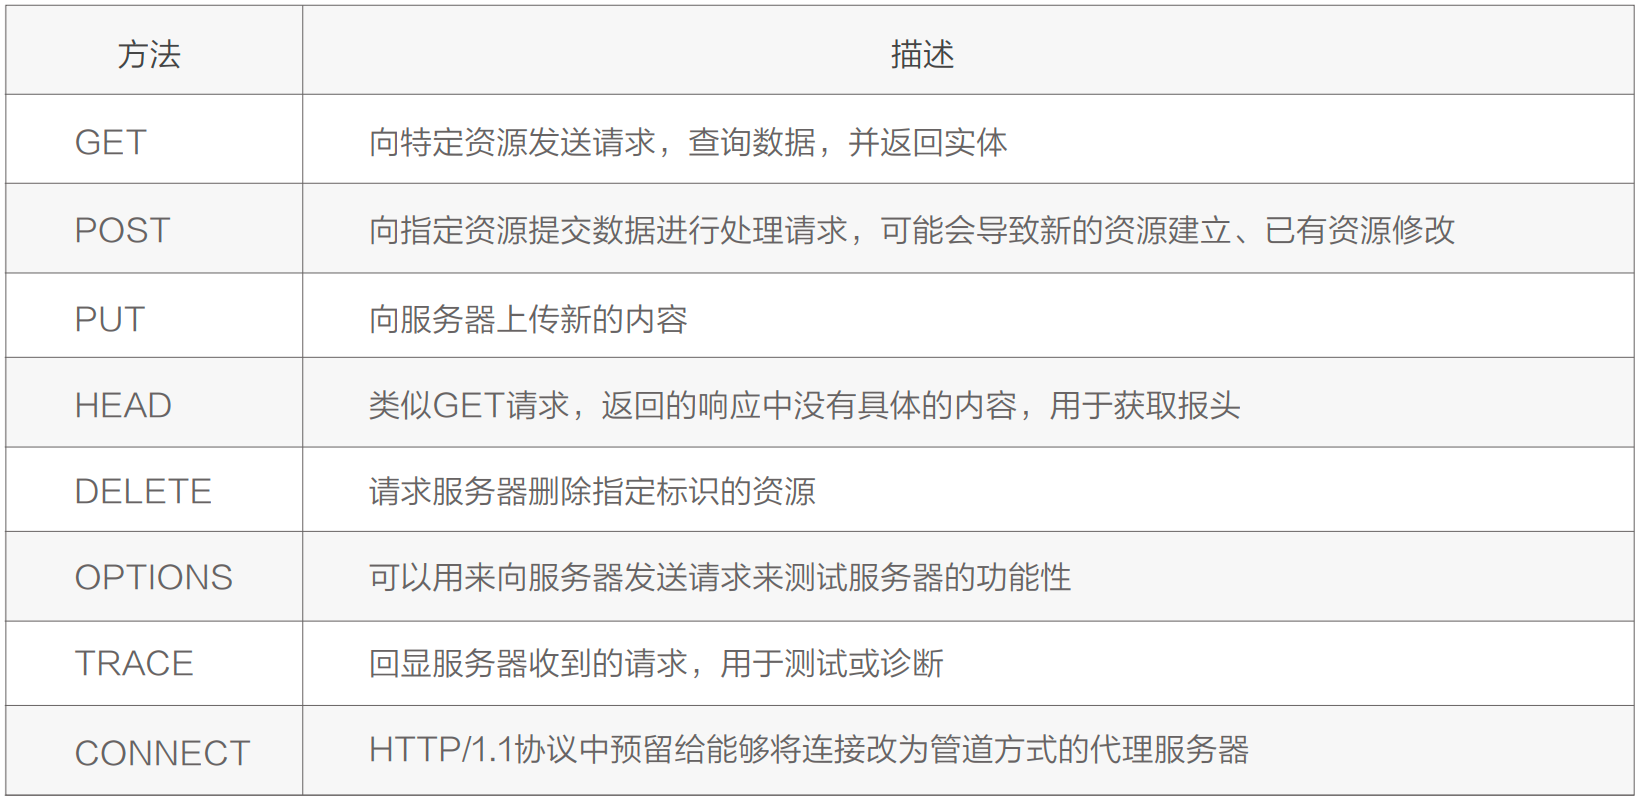 方法 描述
GET 向特定资源发送请求，查询数据，并返回实体
POST 向指定资源提交数据进行处理请求，可能会导致新的资源建立、已有资源修改
PUT 向服务器上传新的内容
HEAD 类似GET请求，返回的响应中没有具体的内容，用于获取报头
DELETE 请求服务器删除指定标识的资源
OPTIONS 可以用来向服务器发送请求来测试服务器的功能性
TRACE 回显服务器收到的请求，用于测试或诊断
CONNECT HTTP/1.1协议中预留给能够将连接改为管道方式的代理服务器